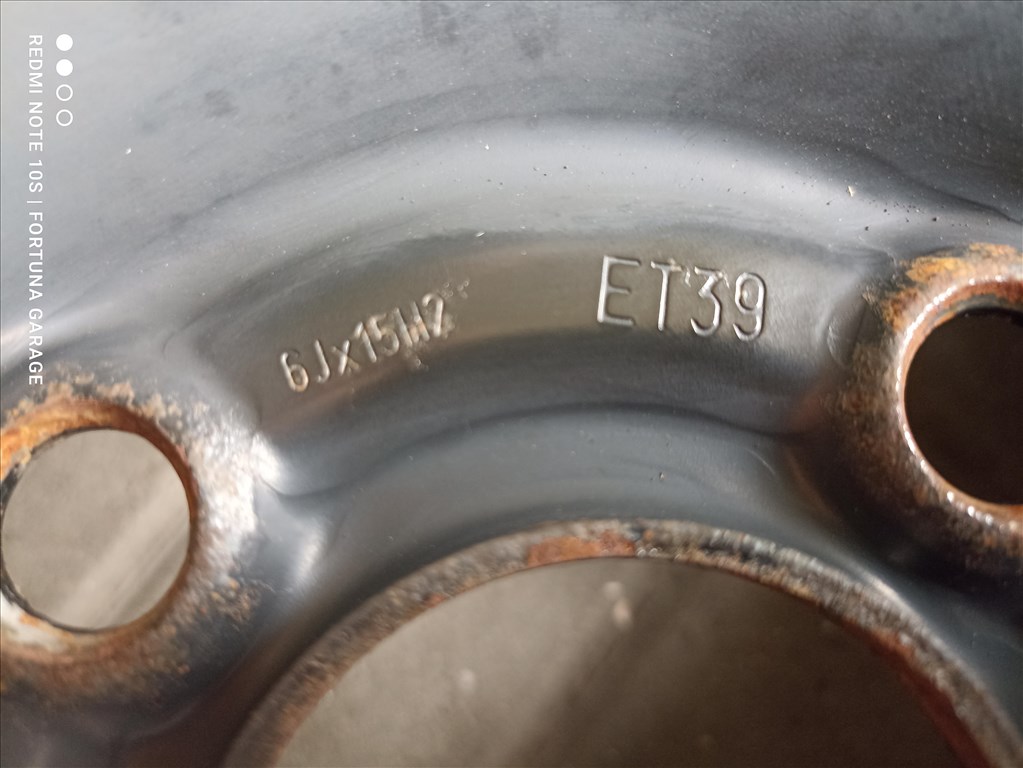 6Jx15H2
ET39
REDMI NOTE 10S | FORTUNA GARAGE